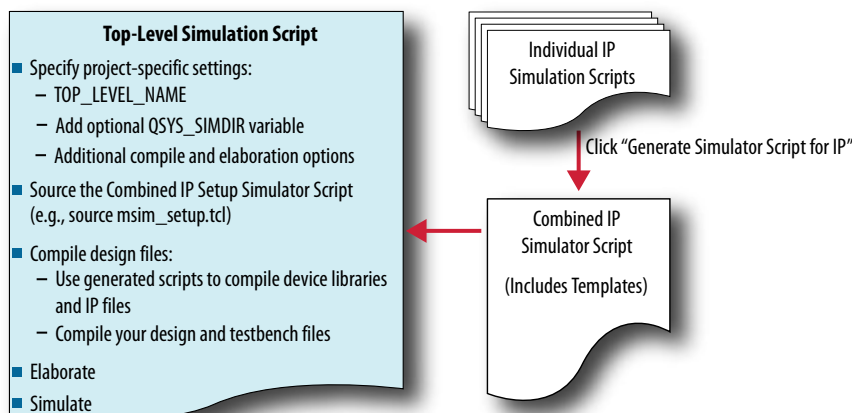 Top-Level Simulation Script
■ Specify project-specific settings:
– TOP_LEVEL_NAME
– Add optional QSYS_SIMDIR variable
– Additional compile and elaboration options
■ Source the Combined IP Setup Simulator Script
(e.g., source msim_setup.tcl)
■ Compile design files:
– Use generated scripts to compile device libraries
and IP files
– Compile your design and testbench files
■ Elaborate
■ Simulate
Individual IP
Simulation Scripts
Click “Generate Simulator Script for IP”
Combined IP
Simulator Script
(Includes Templates)